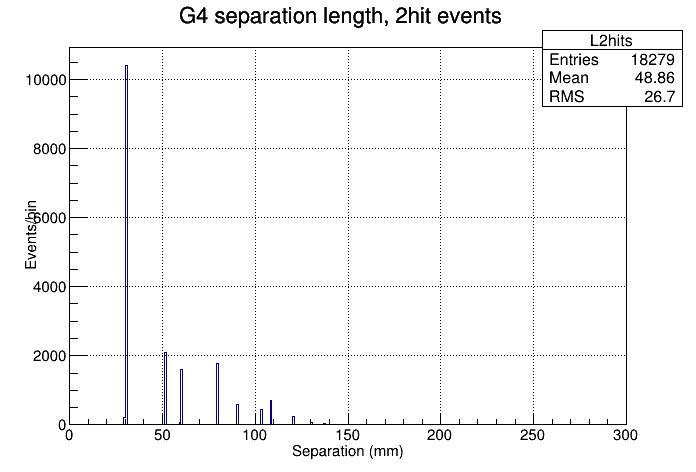 G4 separation length, 2hit events
L2hits
Entries 18279
Mean 48.86
RMS 26.7
Events/bin
10000
8000
6000
4000
2000
0
0 50 100 150 200 250 300
Separation (mm)